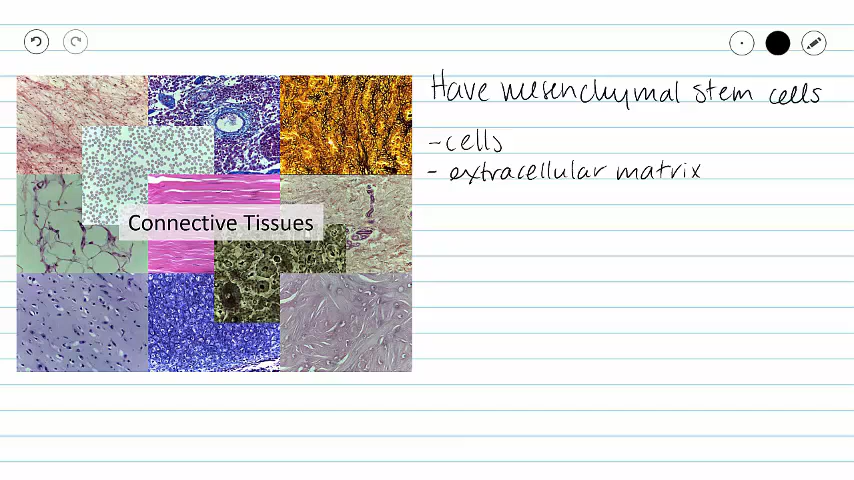 Have mesenchymal stem cells
- cells
- extracellular matrix
Connective Tissues